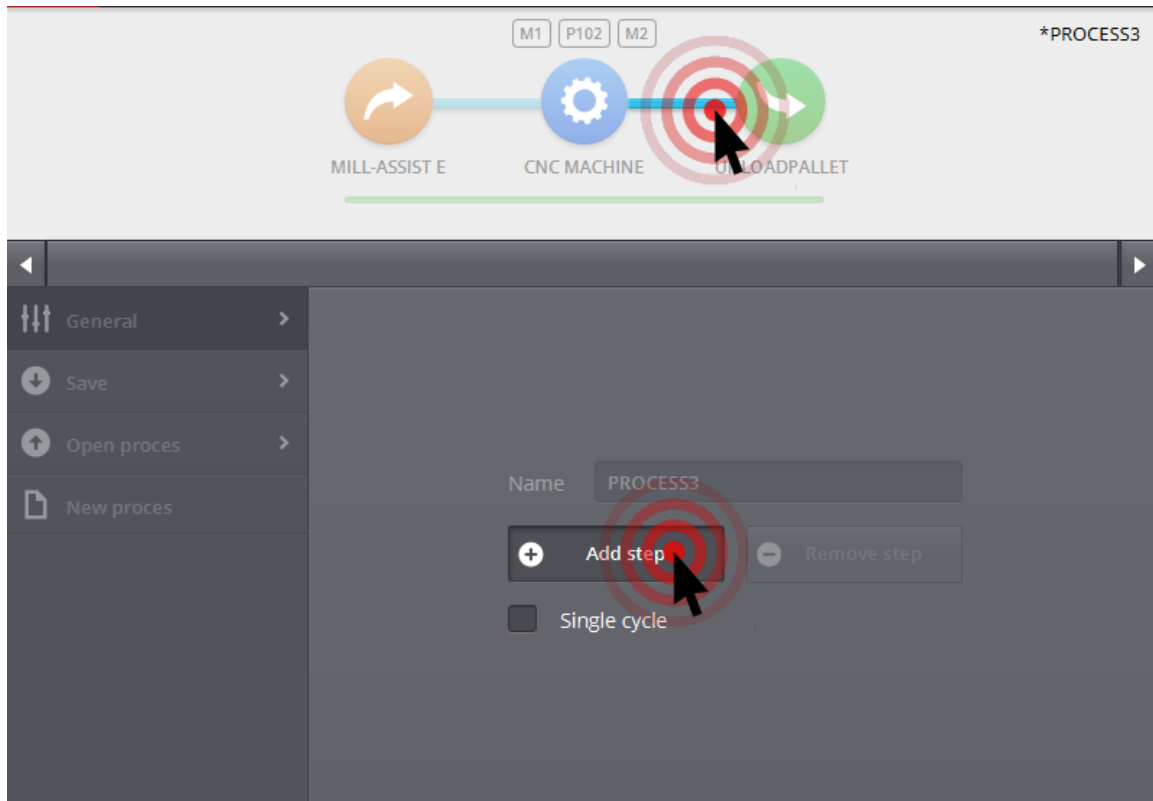 M1 P102 M2
*PROCESS3
MILL-ASSIST E CNC MACHINE UNLOADPALLET
General
Save
Open proces
New proces
Name PROCESS3
Add step Remove step
Single cycle